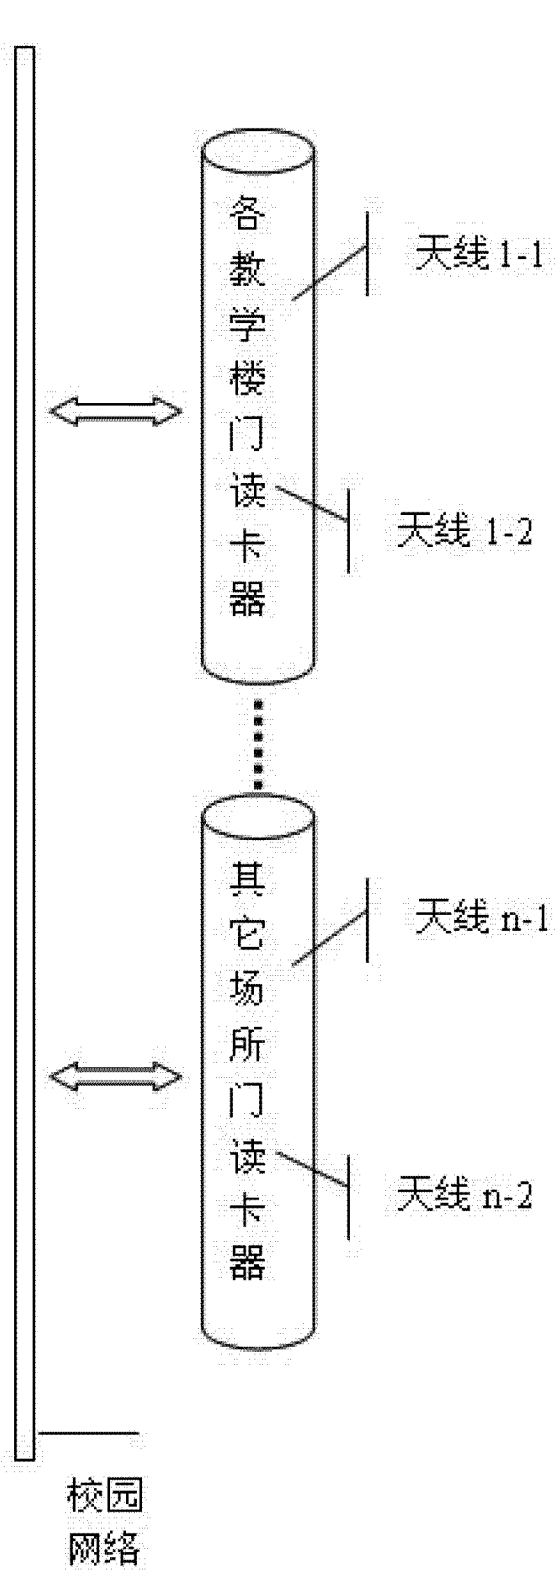 各教学楼门读卡器
天线 1-1
天线 1-2
其它场所门读卡器
天线 n-1
天线 n-2
校园
网络